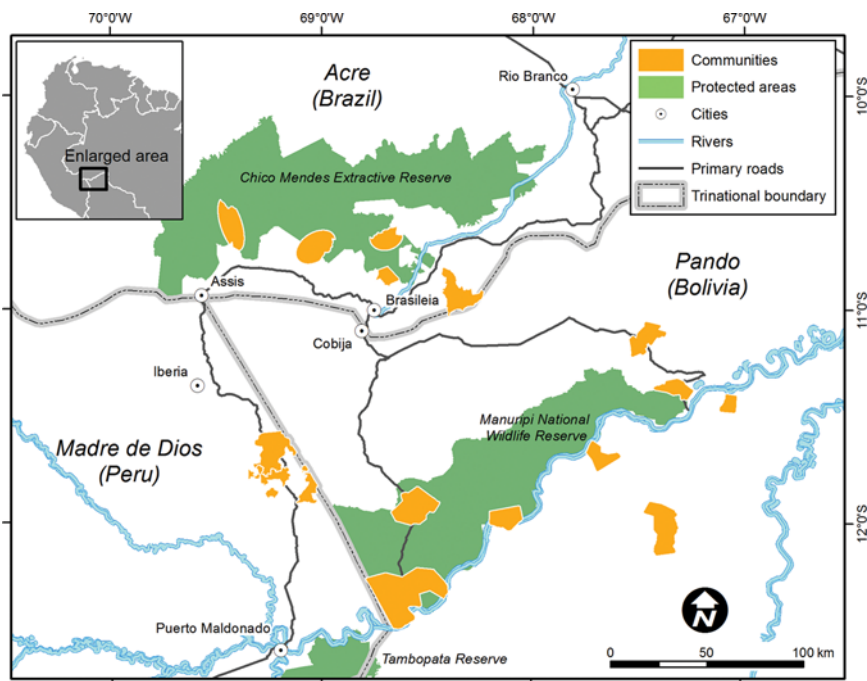 70°0'W
69°0'W
68°0'W
67°0'W
Enlarged area
Acre
(Brazil)
Rio Branco
Communities
Protected areas
Cities
Rivers
Primary roads
Trinational boundary
10°0'S
Chico Mendes Extractive Reserve
Assis
Brasileia
Cobija
Pando
(Bolivia)
11°0'S
Iberia
Manuripi National
Wildlife Reserve
Madre de Dios
(Peru)
12°0'S
Puerto Maldonado
Tambopata Reserve
N
0 50 100 km